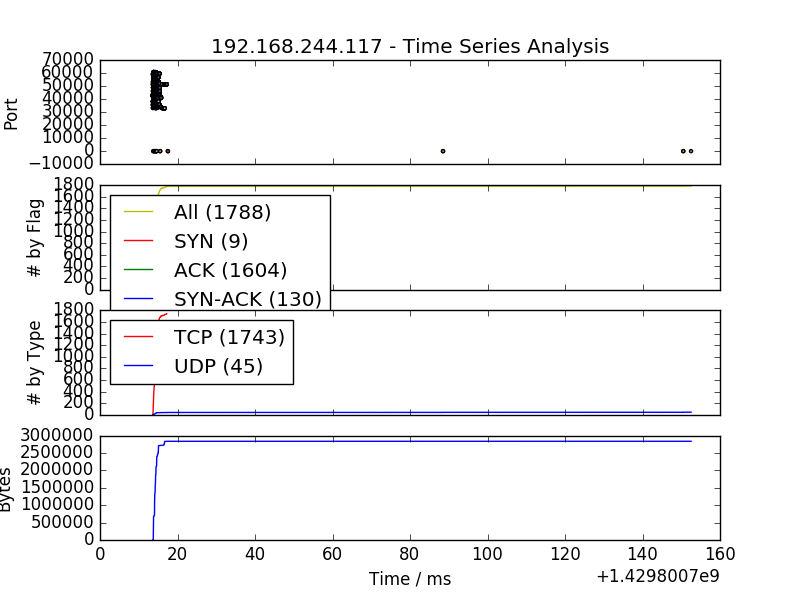 192.168.244.117 - Time Series Analysis
70000
60000
50000
40000
30000
20000
10000
0
−10000
Port
1800
1600
1400
1200
1000
800
600
400
200
0
# by Flag
All (1788)
SYN (9)
ACK (1604)
SYN-ACK (130)
1800
1600
1400
1200
1000
800
600
400
200
0
# by Type
TCP (1743)
UDP (45)
3000000
2500000
2000000
1500000
1000000
500000
0
Bytes
0 20 40 60 80 100 120 140 160
Time / ms
+1.4298007e9